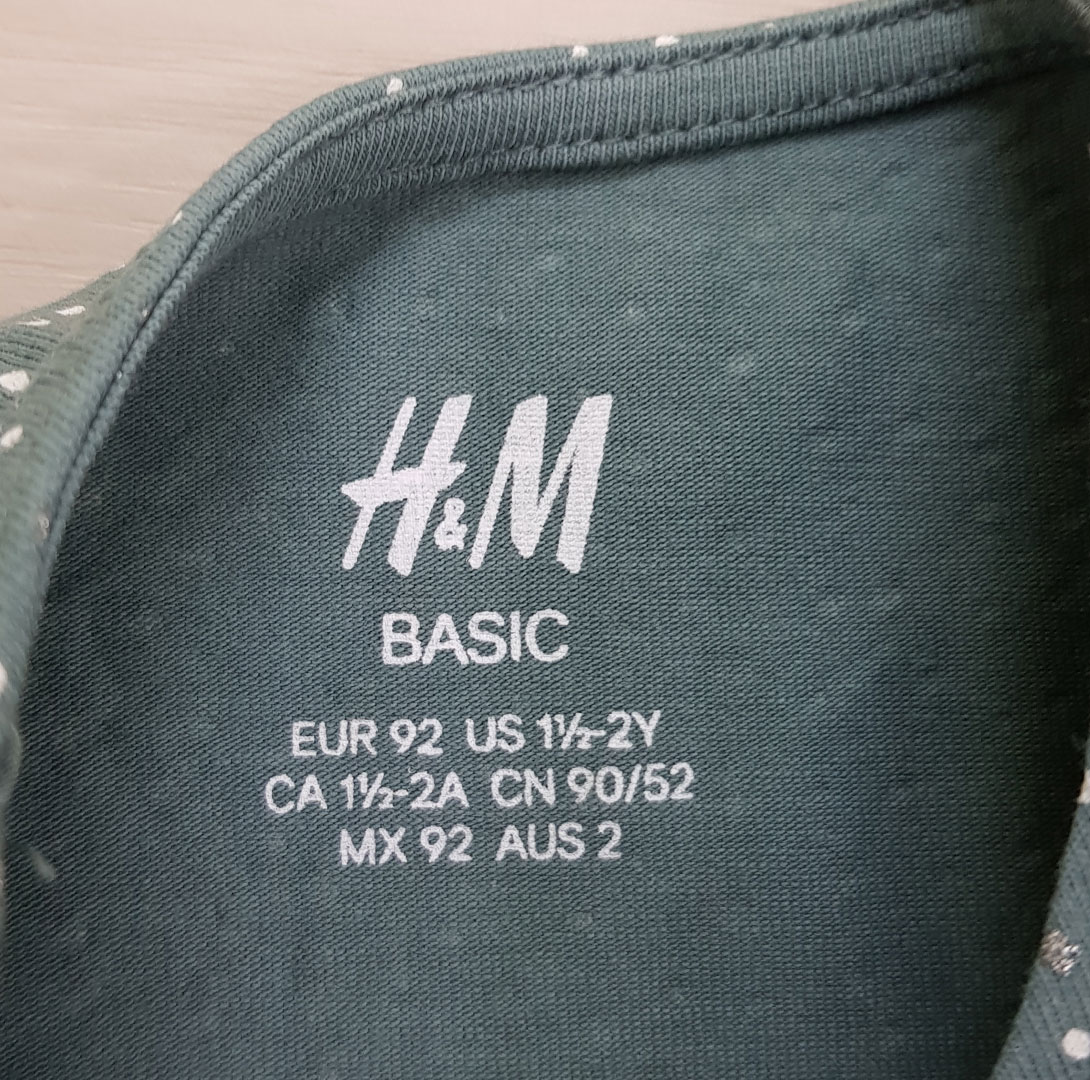 H&M
BASIC
EUR 92 US 1½-2Y
CA 1½-2A CN 90/52
MX 92 AUS 2